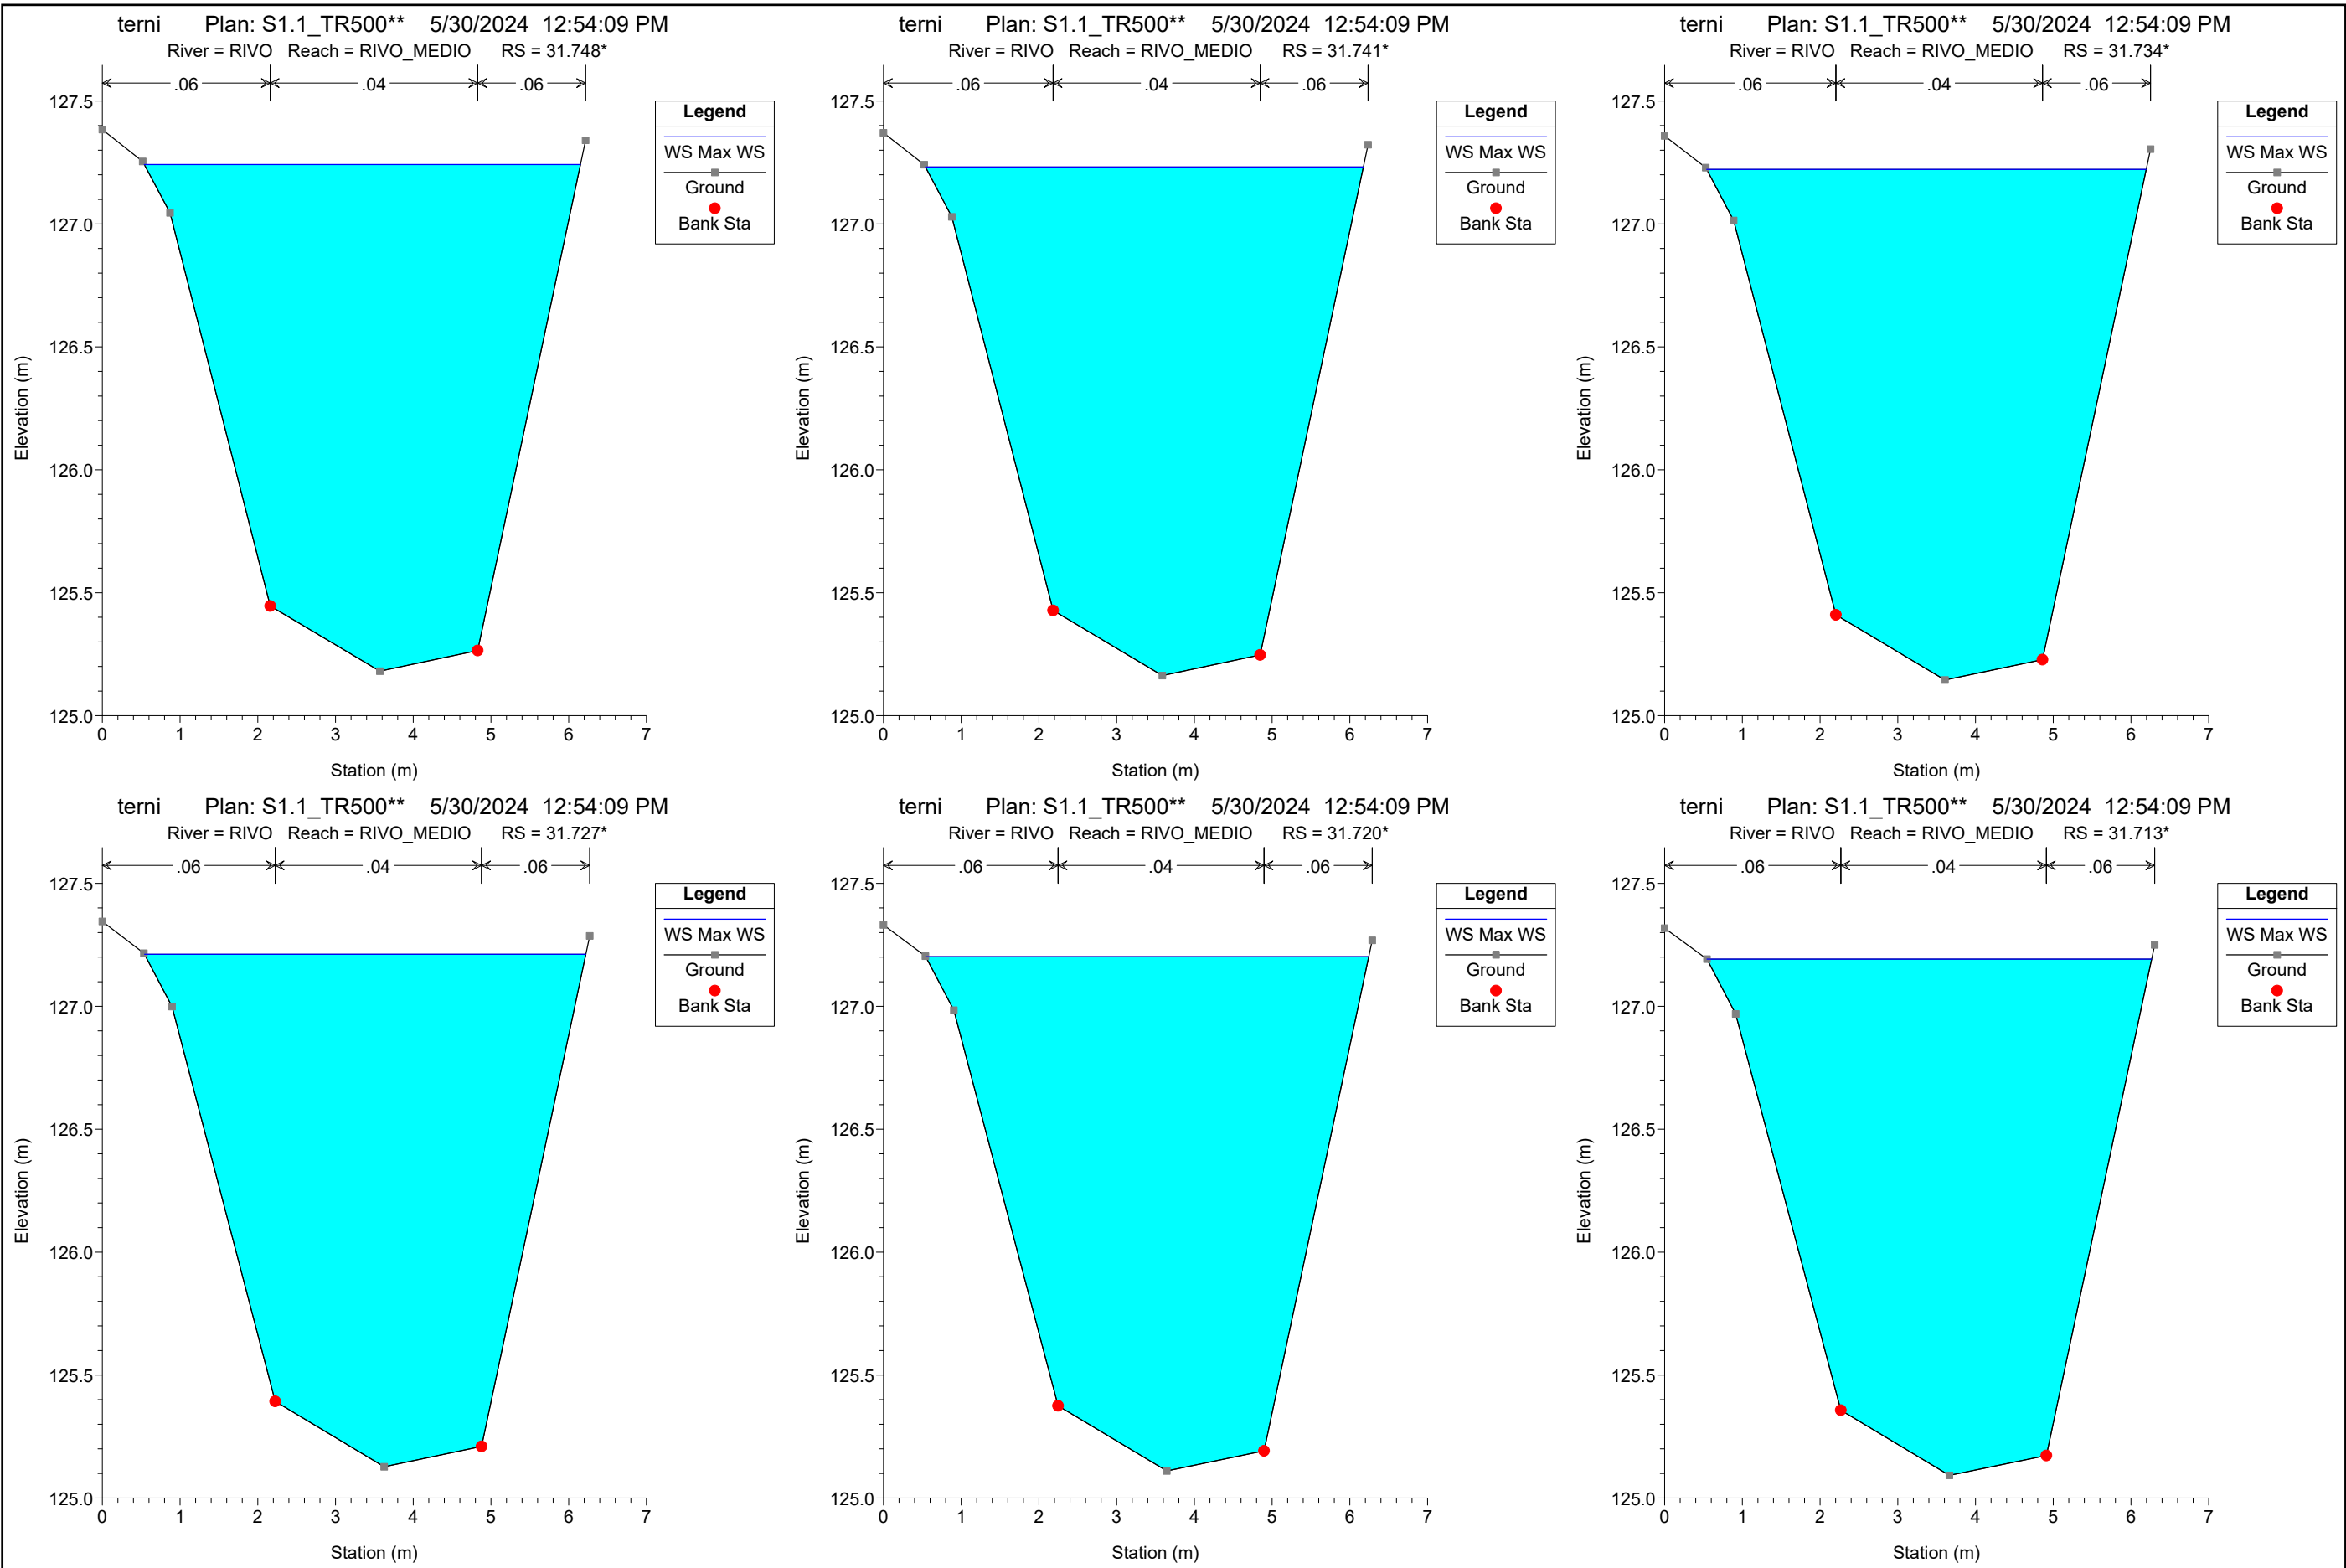 terni Plan: S1.1_TR500** 5/30/2024 12:54:09 PM
River = RIVO Reach = RIVO_MEDIO RS = 31.748*
.06 .04 .06
127.5
127.0
126.5
126.0
125.5
125.0
Elevation (m)
0 1 2 3 4 5 6 7
Station (m)
Legend
WS Max WS
Ground
Bank Sta
terni Plan: S1.1_TR500** 5/30/2024 12:54:09 PM
River = RIVO Reach = RIVO_MEDIO RS = 31.741*
.06 .04 .06
127.5
127.0
126.5
126.0
125.5
125.0
Elevation (m)
0 1 2 3 4 5 6 7
Station (m)
Legend
WS Max WS
Ground
Bank Sta
terni Plan: S1.1_TR500** 5/30/2024 12:54:09 PM
River = RIVO Reach = RIVO_MEDIO RS = 31.734*
.06 .04 .06
127.5
127.0
126.5
126.0
125.5
125.0
Elevation (m)
0 1 2 3 4 5 6 7
Station (m)
Legend
WS Max WS
Ground
Bank Sta
terni Plan: S1.1_TR500** 5/30/2024 12:54:09 PM
River = RIVO Reach = RIVO_MEDIO RS = 31.727*
.06 .04 .06
127.5
127.0
126.5
126.0
125.5
125.0
Elevation (m)
0 1 2 3 4 5 6 7
Station (m)
Legend
WS Max WS
Ground
Bank Sta
terni Plan: S1.1_TR500** 5/30/2024 12:54:09 PM
River = RIVO Reach = RIVO_MEDIO RS = 31.720*
.06 .04 .06
127.5
127.0
126.5
126.0
125.5
125.0
Elevation (m)
0 1 2 3 4 5 6 7
Station (m)
Legend
WS Max WS
Ground
Bank Sta
terni Plan: S1.1_TR500** 5/30/2024 12:54:09 PM
River = RIVO Reach = RIVO_MEDIO RS = 31.713*
.06 .04 .06
127.5
127.0
126.5
126.0
125.5
125.0
Elevation (m)
0 1 2 3 4 5 6 7
Station (m)
Legend
WS Max WS
Ground
Bank Sta